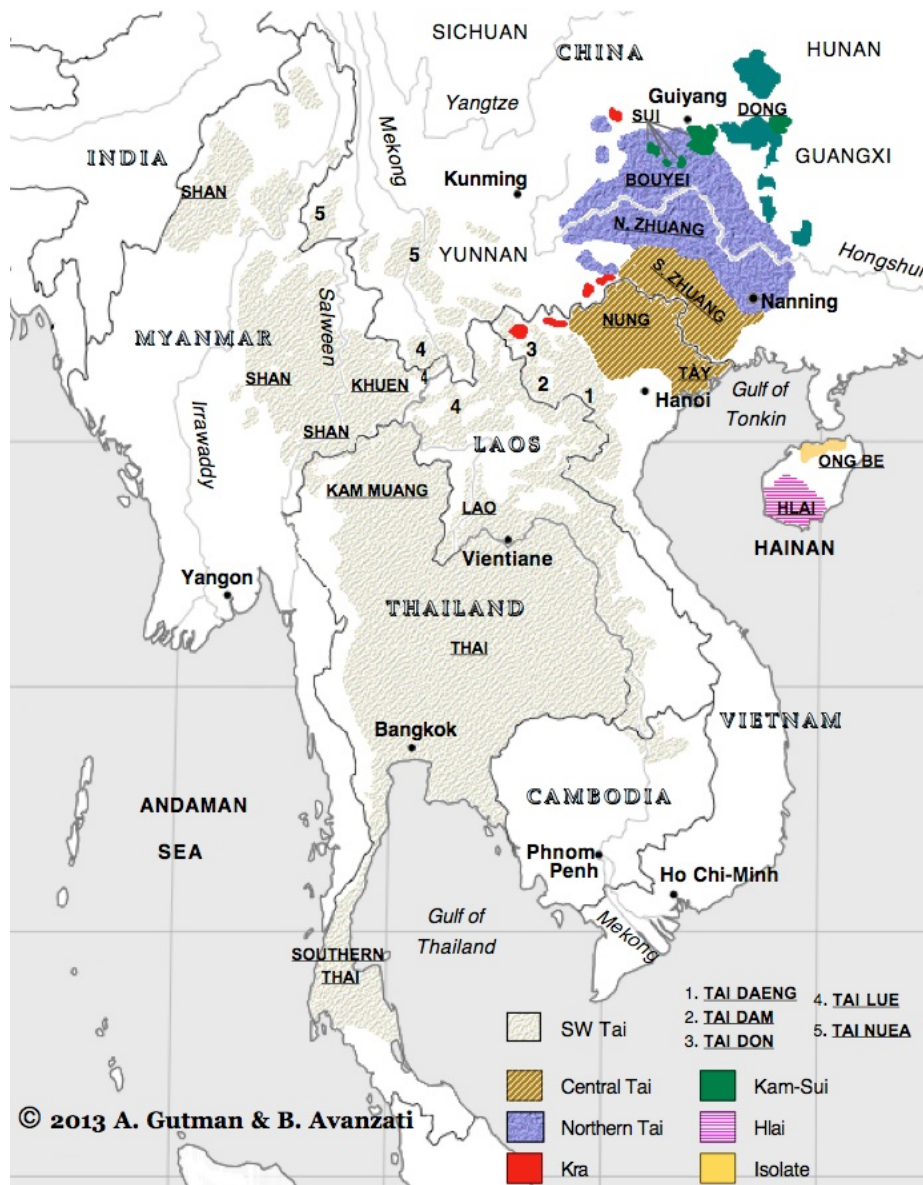 SICHUAN
CHINA
HUNAN
Yangtze
Guiyang
SUI
DONG
Mekong
INDIA
GUANGXI
SHAN
Kunming
BOUYEI
5
N. ZHUANG
5
YUNNAN
Hongshui
S. ZHUANG
Salween
Nanning
MYANMAR
NUNG
4
3
SHAN
KHUEN
4
2
TAY
Gulf of
Tonkin
4
1
Hanoi
Irrawaddy
SHAN
LAOS
ONG BE
KAM MUANG
LAO
HLAI
Vientiane
HAINAN
Yangon
THAILAND
THAI
VIETNAM
Bangkok
ANDAMAN
SEA
CAMBODIA
Phnom
Penh
Ho Chi-Minh
Gulf of
Thailand
Mekong
SOUTHERN
THAI
1. TAI DAENG
2. TAI DAM
3. TAI DON
4. TAI LUE
5. TAI NUEA
SW Tai
Central Tai
Kam-Sui
© 2013 A. Gutman & B. Avanzati
Northern Tai
Hlai
Kra
Isolate